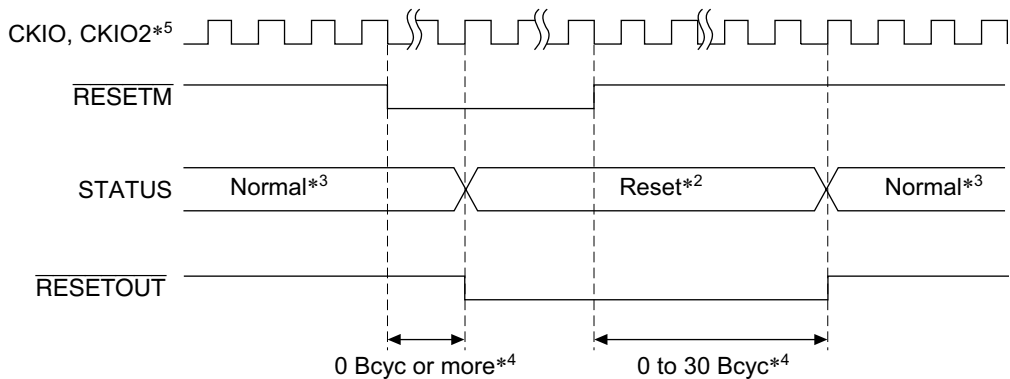 CKIO, CKIO2*5
RESETM
STATUS Normal*3 Reset*2 Normal*3
RESETOUT
0 Bcyc or more*4 0 to 30 Bcyc*4